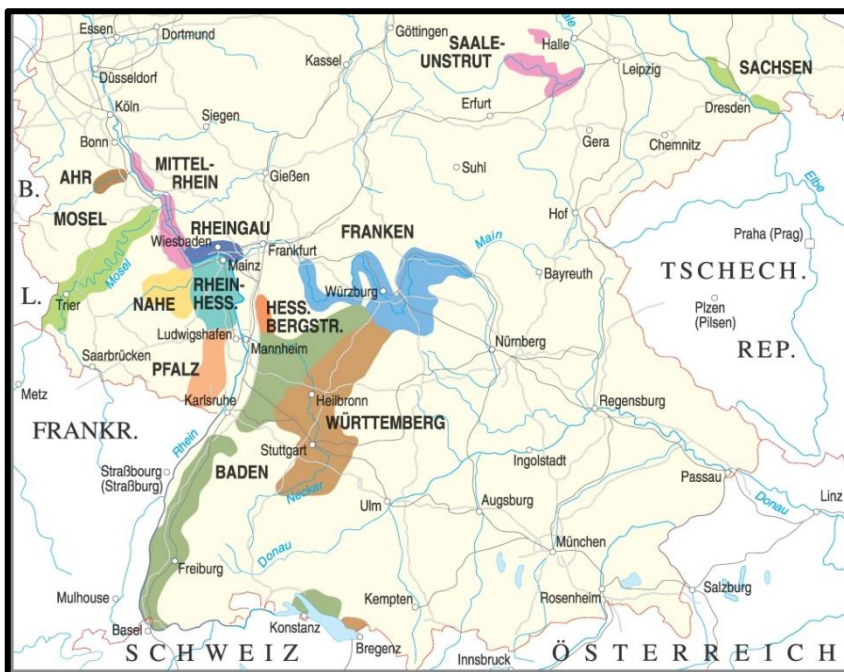 Essen
Dortmund
Göttingen
Halle
SAALE-
UNSTRUT
Kassel
Leipzig
SACHSEN
Düsseldorf
Dresden
Köln
Siegen
Erfurt
Bonn
Gera
Chemnitz
MITTEL-
RHEIN
Gießen
Suhl
AHR
B.
Elbe
MOSEL
Hof
RHEINGAU
FRANKEN
Wiesbaden
Frankfurt
Main
Praha (Prag)
Mainz
Mosel
Bayreuth
TSCHECH.
L.
Trier
NAHE
RHEIN-
HESS.
HESS.
BERGSTR.
Würzburg
Plzen
(Pilsen)
Ludwigshafen
Mannheim
Nürnberg
REP.
Saarbrücken
PFALZ
Metz
Karlsruhe
Heilbronn
Regensburg
FRANKR.
WÜRTTEMBERG
Rhein
Stuttgart
Ingolstadt
Straßbourg
(Straßburg)
BADEN
Passau
Neckar
Donau
Linz
Ulm
Augsburg
Donau
München
Freiburg
Mulhouse
Kempten
Rosenheim
Salzburg
Basel
Konstanz
Bregenz
SCHWEIZ
ÖSTERREICH
Innsbruck